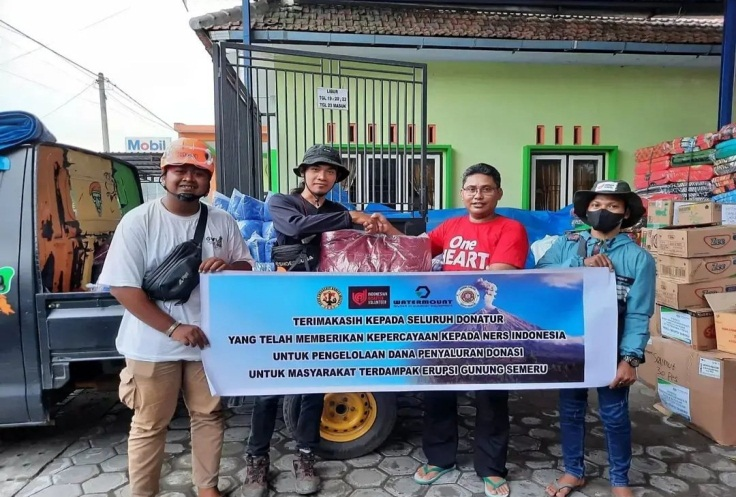 LIBUR
Mobil
One
HEART.
WATERMOUNT
TERIMAKASIH KEPADA SELURUH DONATUR
YANG TELAH MEMBERIKAN KEPERCAYAAN KEPADA NERS INDONESIA
UNTUK PENGELOLAAN DANA PENYALURAN DONASI
UNTUK MASYARAKAT TERDAMPAK ERUPSI GUNUNG SEMERU